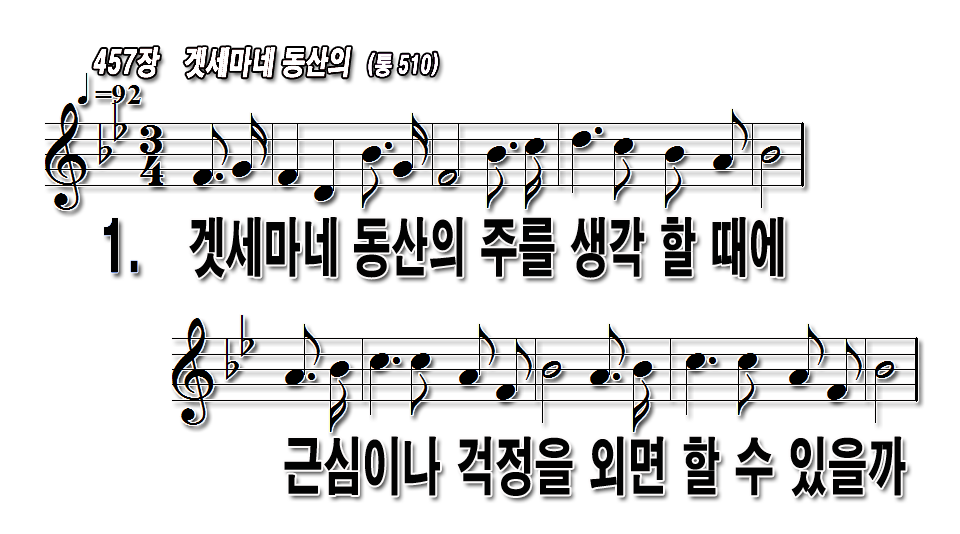 457장 겟세마네 동산의 (통 510)
♩=92
3
4
1. 겟세마네 동산의 주를 생각 할 때에
근심이나 걱정을 외면 할 수 있을까